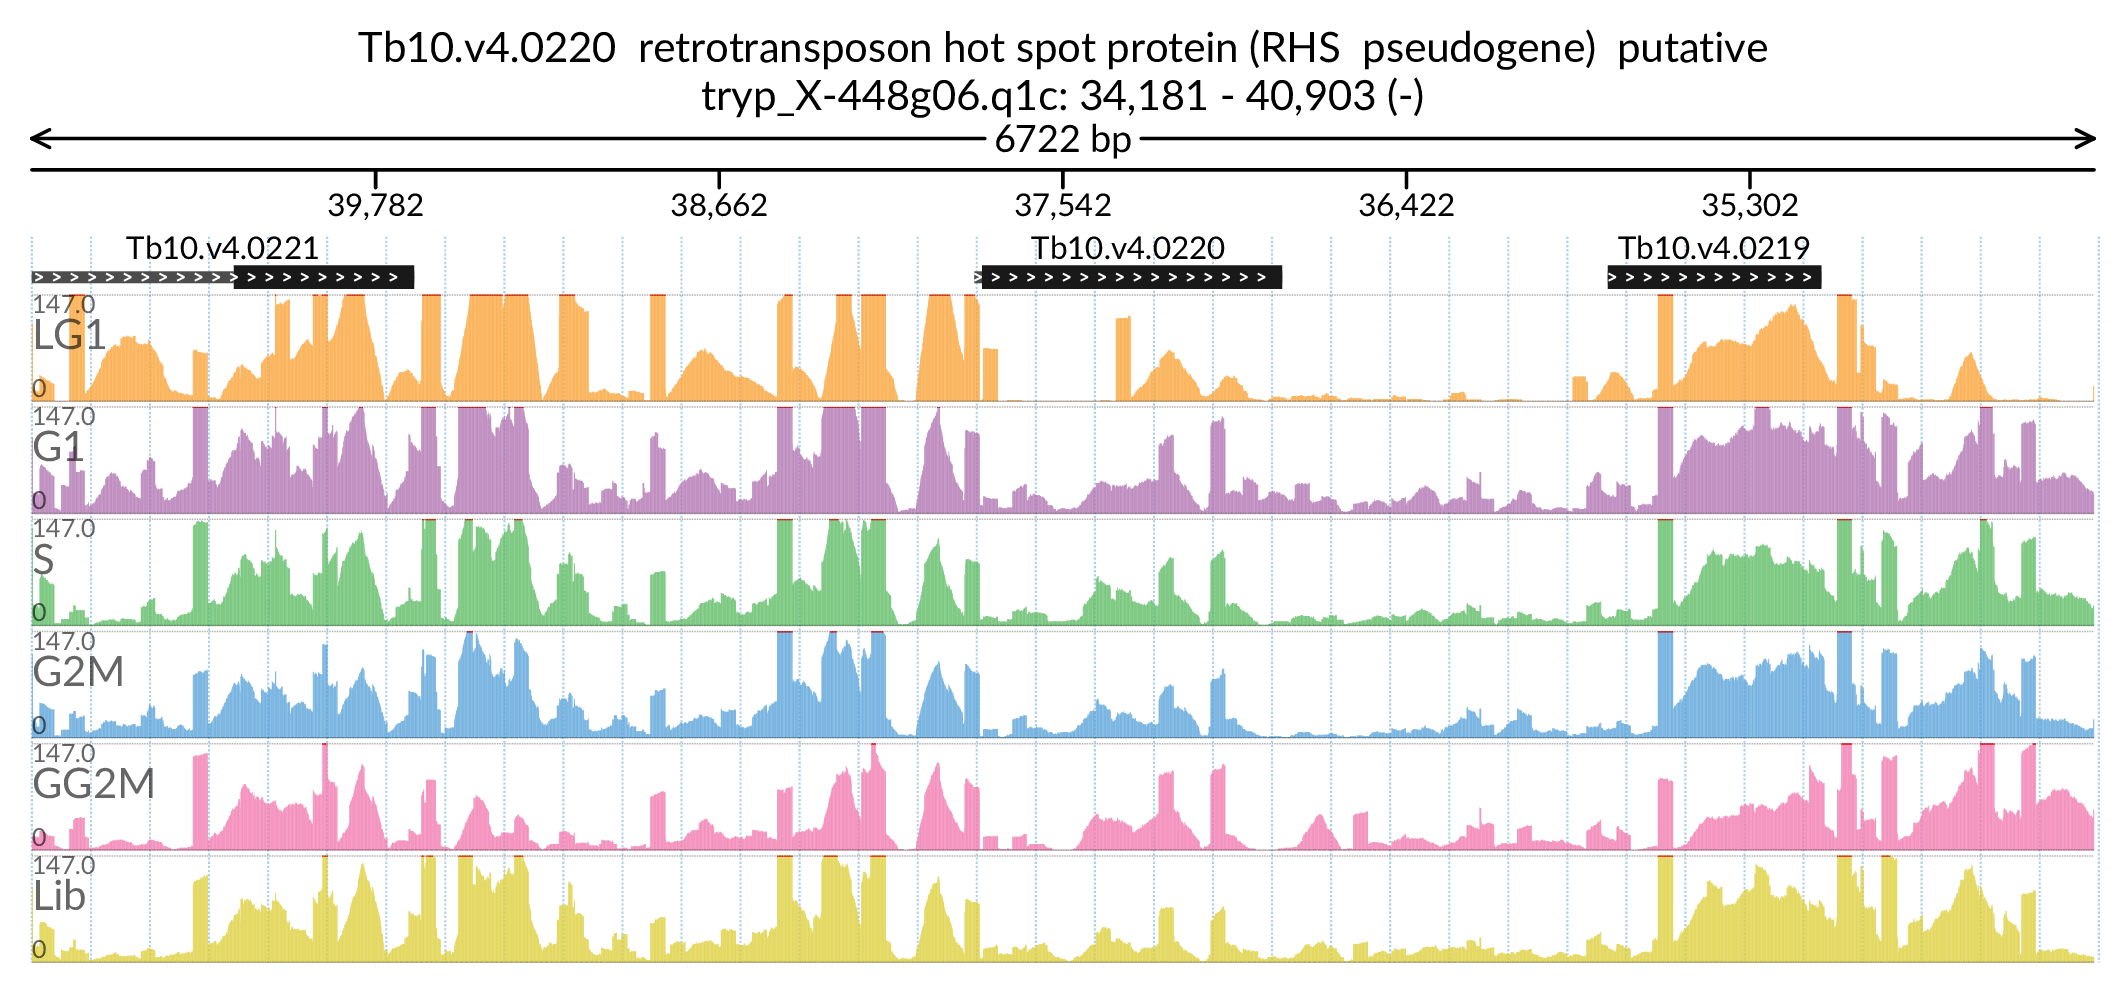 Tb10.v4.0220 retrotransposon hot spot protein (RHS pseudogene) putative
tryp_X-448g06.q1c: 34,181 - 40,903 (-)
6722 bp
39,782 38,662 37,542 36,422 35,302
Tb10.v4.0221 Tb10.v4.0220 Tb10.v4.0219
147.0
LG1
0
147.0
G1
0
147.0
S
0
147.0
G2M
0
147.0
GG2M
0
147.0
Lib
0